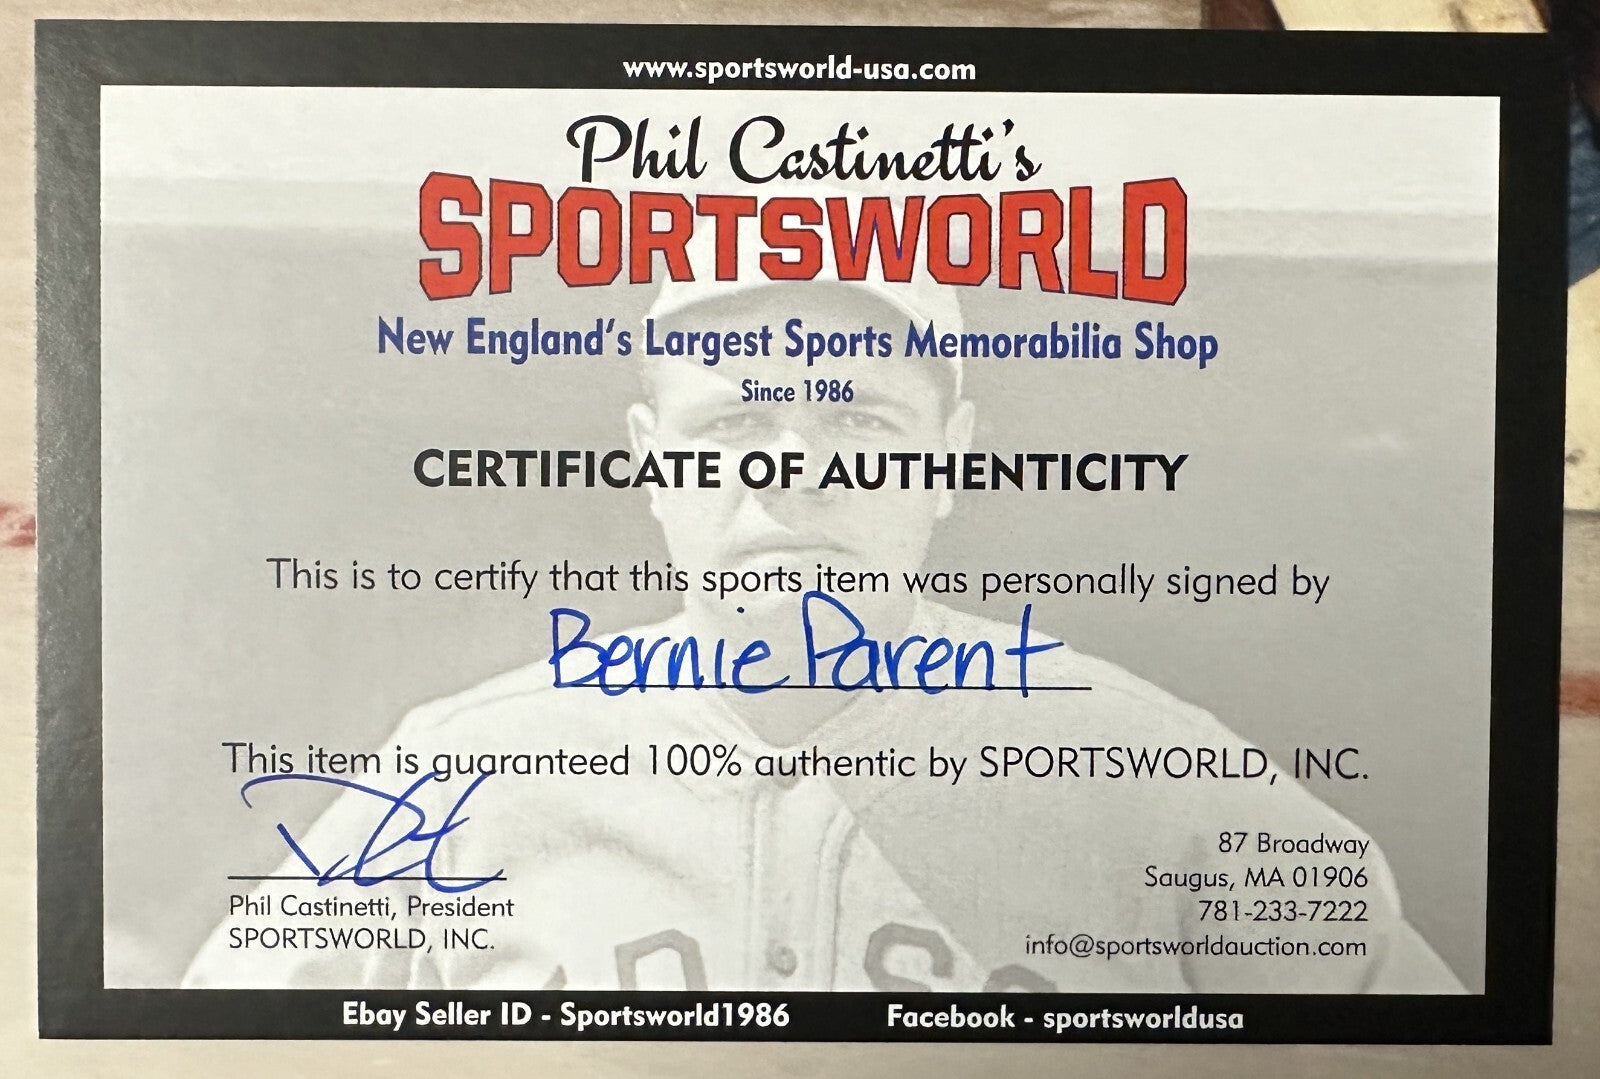 www.sportsworld-usa.com
Phil Castinetti's
SPORTSWORLD
New England's Largest Sports Memorabilia Shop
Since 1986
CERTIFICATE OF AUTHENTICITY
This is to certify that this sports item was personally signed by
Bernie Parent
This item is guaranteed 100% authentic by SPORTSWORLD, INC.
Phil Castinetti, President
SPORTSWORLD, INC.
87 Broadway
Saugus, MA 01906
781-233-7222
info@sportsworldauction.com
Ebay Seller ID - Sportsworld1986
Facebook - sportsworldusa